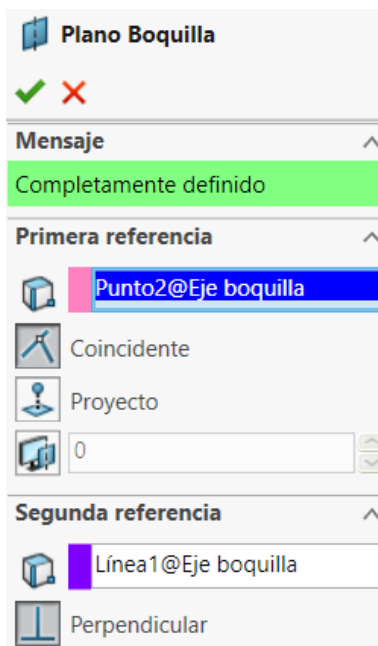 Plano Boquilla
Mensaje
Completamente definido
Primera referencia
Punto2@Eje boquilla
Coincidente
Proyecto
0
Segunda referencia
Línea1@Eje boquilla
Perpendicular